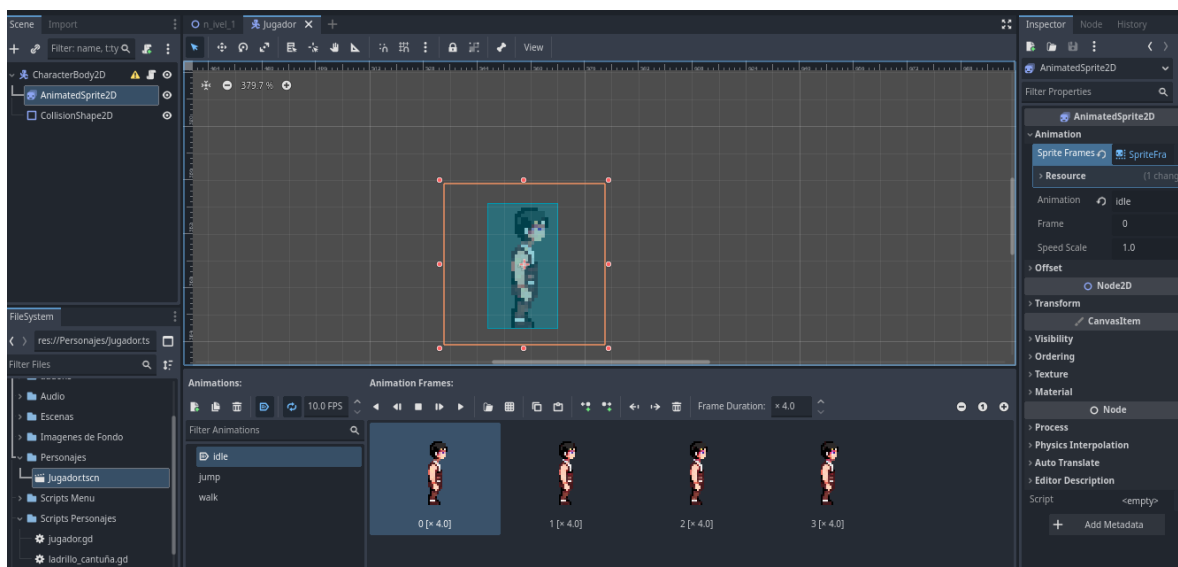 Scene Import
n_ivel_1 Jugador
Inspector Node History
Filter: name, t:ty
View
CharacterBody2D
AnimatedSprite2D
CollisionShape2D
379.7 %
AnimatedSprite2D
Filter Properties
AnimatedSprite2D
Animation
Sprite Frames SpriteFra
Resource (1 chang
Animation idle
Frame 0
Speed Scale 1.0
Offset
Node2D
Transform
CanvasItem
Visibility
Ordering
Texture
Material
Node
Process
Physics Interpolation
Auto Translate
Editor Description
Script <empty>
Add Metadata
FileSystem
res://Personajes/Jugador.ts
Filter Files
Audio
Escenas
Imagenes de Fondo
Personajes
Jugador.tscn
Scripts Menu
Scripts Personajes
jugador.gd
ladrillo_cantuña.gd
Animations:
10.0 FPS
Filter Animations
idle
jump
walk
Animation Frames:
Frame Duration: × 4.0
0 [× 4.0] 1 [× 4.0] 2 [× 4.0] 3 [× 4.0]